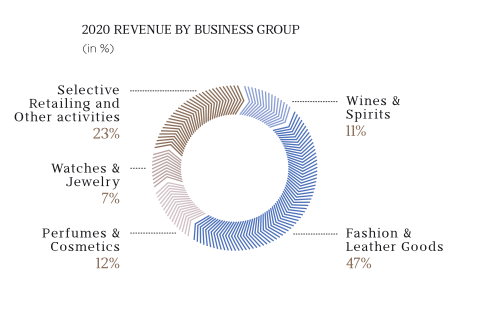 2020 REVENUE BY BUSINESS GROUP
(in %)
Selective
Retailing and
Other activities
23%
Wines &
Spirits
11%
Watches &
Jewelry
7%
Perfumes &
Cosmetics
12%
Fashion &
Leather Goods
47%